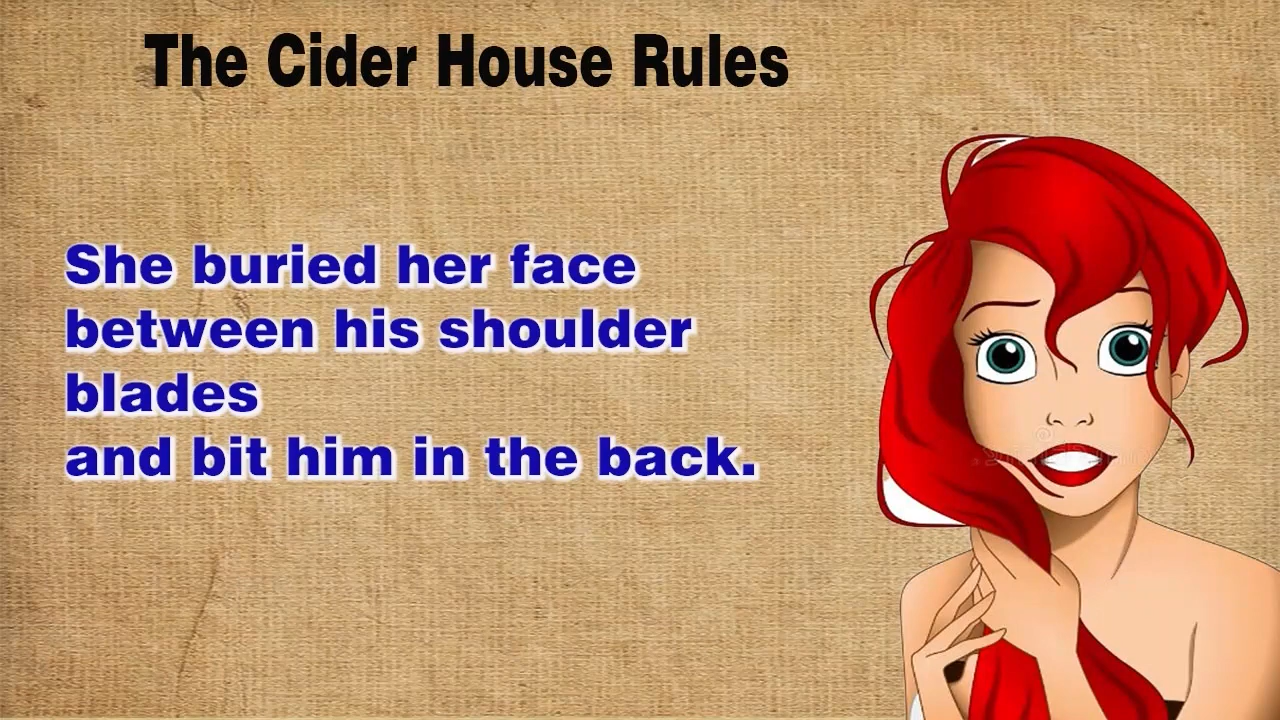 The Cider House Rules
She buried her face
between his shoulder
blades
and bit him in the back.